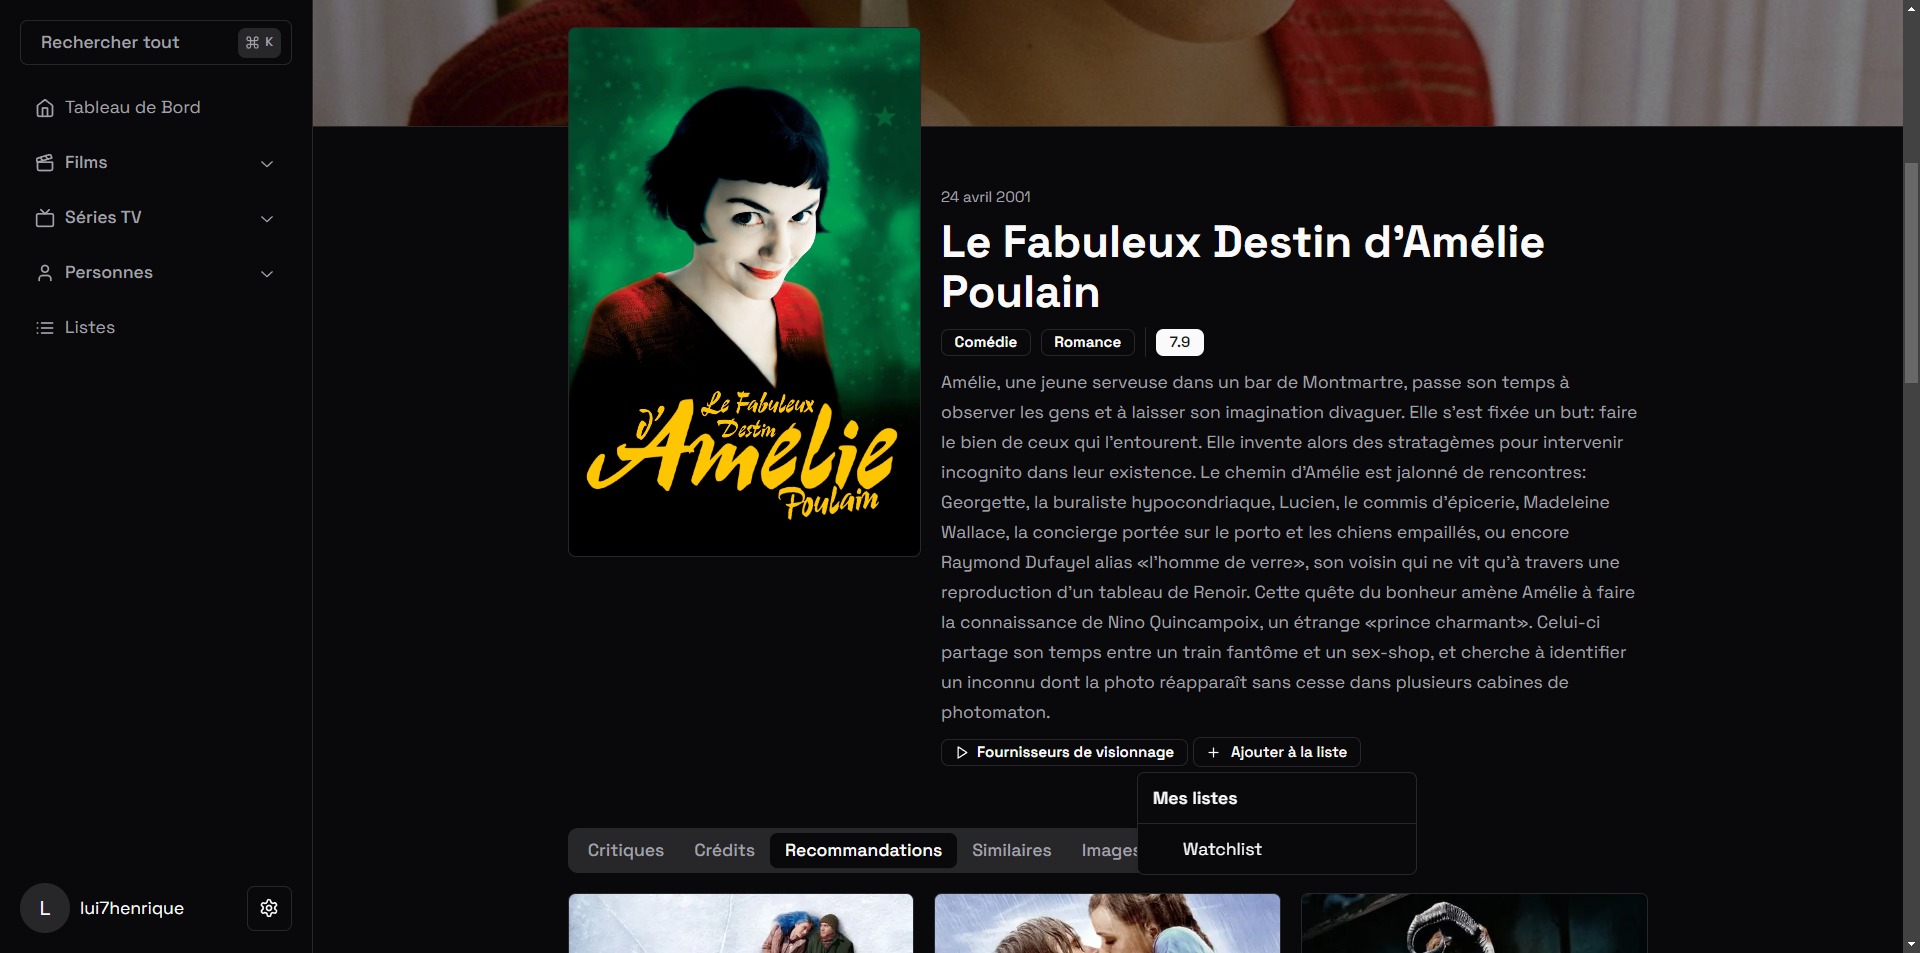 Rechercher tout
⌘ K
Tableau de Bord
Films
Séries TV
Personnes
Listes
L
lui7henrique
Le Fabuleux
Destin
d'Amélie
Poulain
24 avril 2001
Le Fabuleux Destin d'Amélie
Poulain
Comédie
Romance
7.9
Amélie, une jeune serveuse dans un bar de Montmartre, passe son temps à
observer les gens et à laisser son imagination divaguer. Elle s'est fixée un but: faire
le bien de ceux qui l'entourent. Elle invente alors des stratagèmes pour intervenir
incognito dans leur existence. Le chemin d'Amélie est jalonné de rencontres:
Georgette, la buraliste hypocondriaque, Lucien, le commis d'épicerie, Madeleine
Wallace, la concierge portée sur le porto et les chiens empaillés, ou encore
Raymond Dufayel alias «l'homme de verre», son voisin qui ne vit qu'à travers une
reproduction d'un tableau de Renoir. Cette quête du bonheur amène Amélie à faire
la connaissance de Nino Quincampoix, un étrange «prince charmant». Celui-ci
partage son temps entre un train fantôme et un sex-shop, et cherche à identifier
un inconnu dont la photo réapparaît sans cesse dans plusieurs cabines de
photomaton.
Fournisseurs de visionnage
Ajouter à la liste
Mes listes
Watchlist
Critiques
Crédits
Recommandations
Similaires
Images